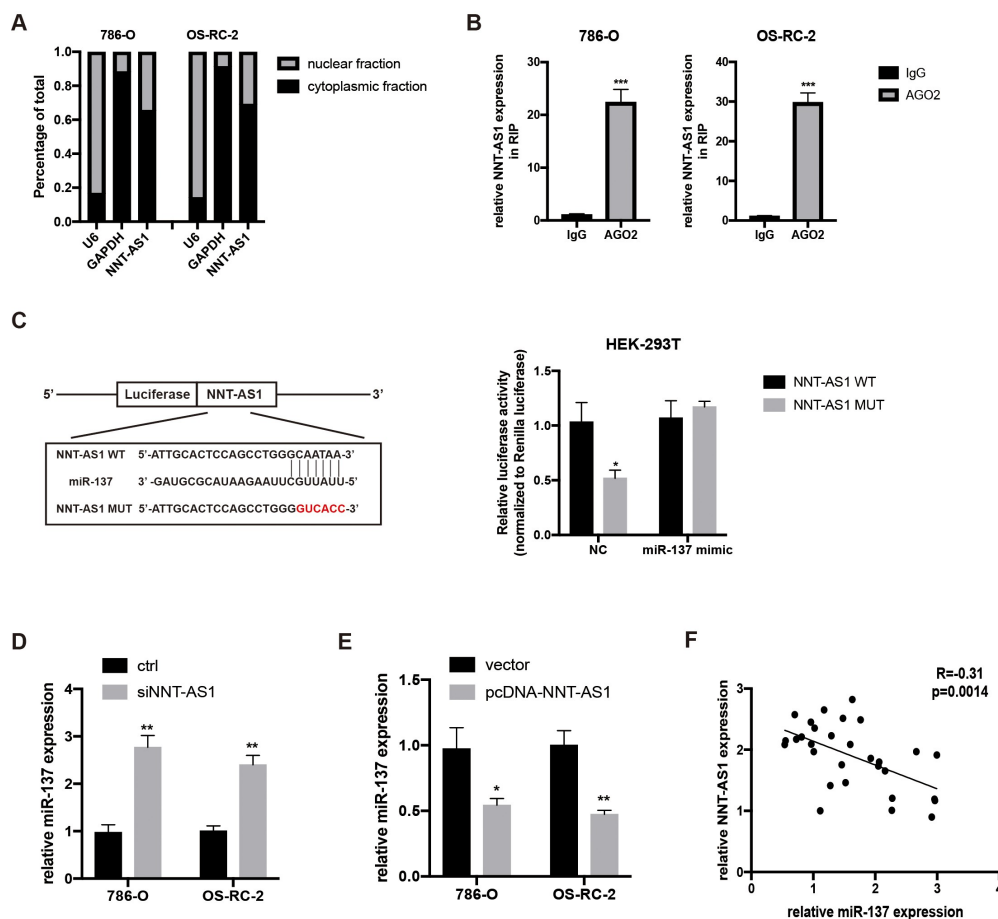 A
786-O
OS-RC-2
Percentage of total
1.0
0.8
0.6
0.4
0.2
0.0
U6
GAPDH
NNT-AS1
U6
GAPDH
NNT-AS1
nuclear fraction
cytoplasmic fraction
B
786-O
relative NNT-AS1 expression
in RIP
30
20
10
0
***
IgG
AGO2
OS-RC-2
relative NNT-AS1 expression
in RIP
40
30
20
10
0
***
IgG
AGO2
IgG
AGO2
C
5’
Luciferase
NNT-AS1
3’
NNT-AS1 WT 5’-ATTGCACTCCAGCCTGGGCAATAA-3’
miR-137 3’ -GAUGCGCAUAAGAAUUCGUUAUU-5’
NNT-AS1 MUT 5’-ATTGCACTCCAGCCTGGGGUCACC-3’
HEK-293T
Relative luciferase activity
(normalized to Renilla luciferase)
1.5
1.0
0.5
0.0
*
NC
miR-137 mimic
NNT-AS1 WT
NNT-AS1 MUT
D
ctrl
siNNT-AS1
relative miR-137 expression
4
3
2
1
0
**
**
786-O
OS-RC-2
E
vector
pcDNA-NNT-AS1
relative miR-137 expression
1.5
1.0
0.5
0.0
*
**
786-O
OS-RC-2
F
R=-0.31
p=0.0014
relative NNT-AS1 expression
3
2
1
0
0
1
2
3
4
relative miR-137 expression